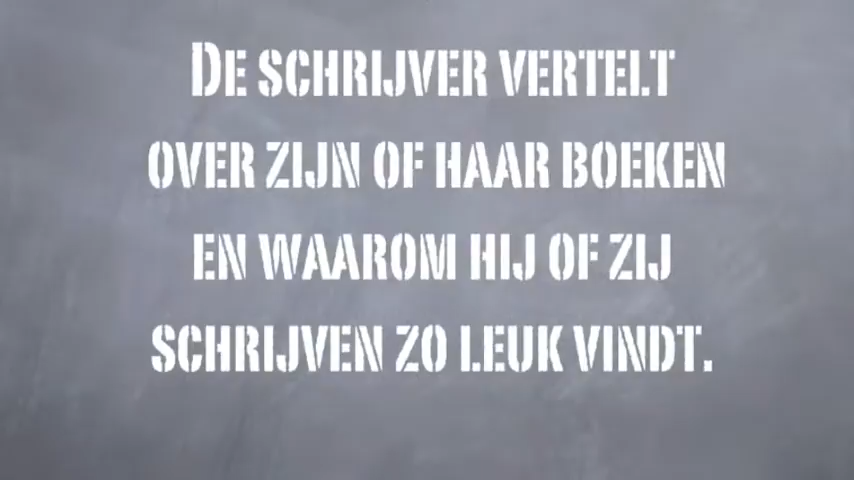 De schrijver vertelt
over zijn of haar boeken
en waarom hij of zij
schrijven zo leuk vindt.